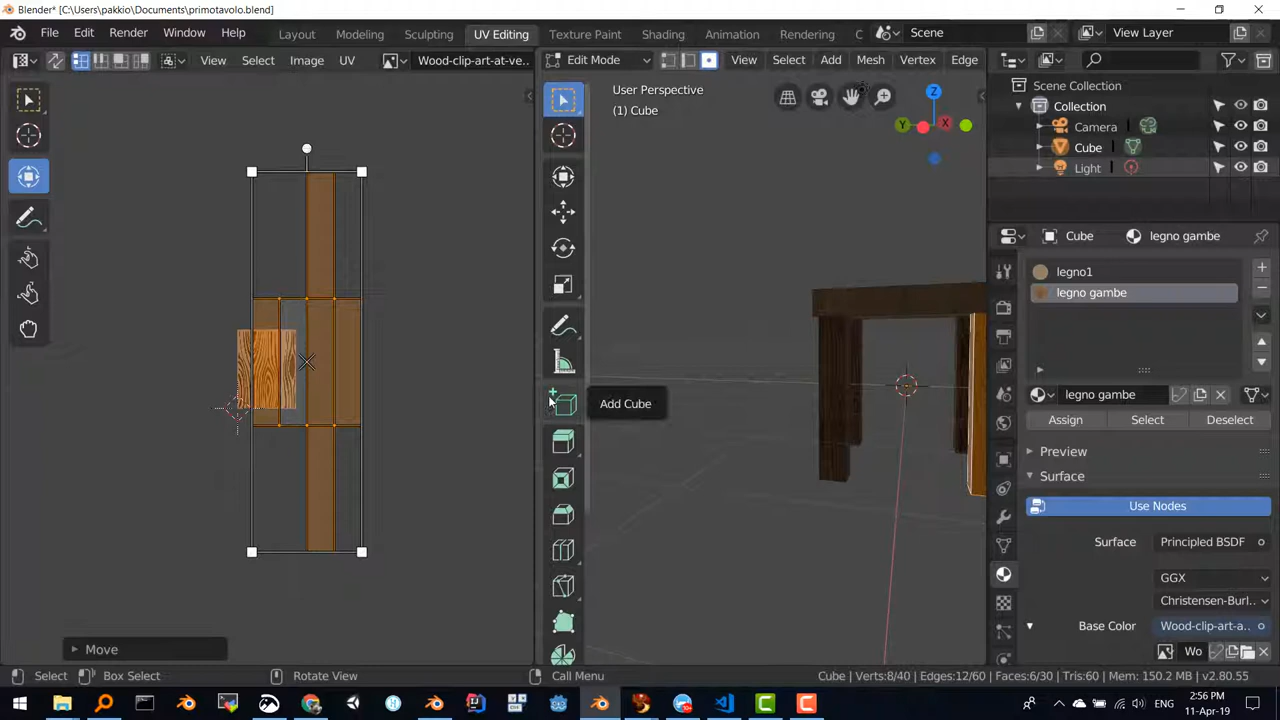 Blender* [C:\Users\pakkio\Documents\primotavolo.blend]
File Edit Render Window Help Layout Modeling Sculpting UV Editing Texture Paint Shading Animation Rendering C Scene View Layer
View Select Image UV Wood-clip-art-at-ve.. Edit Mode View Select Add Mesh Vertex Edge
User Perspective
(1) Cube
Z
Y X
Scene Collection
Collection
Camera
Cube
Light
Cube legno gambe
legno1
legno gambe
legno gambe
Assign Select Deselect
Preview
Surface
Use Nodes
Surface Principled BSDF
GGX
Christensen-Burl..
Base Color Wood-clip-art-a..
Wo
Add Cube
Move
Select Box Select Rotate View Call Menu Cube | Verts:8/40 | Edges:12/60 | Faces:6/30 | Tris:60 | Mem: 150.2 MB | v2.80.55
ENG 2:56 PM
11-Apr-19